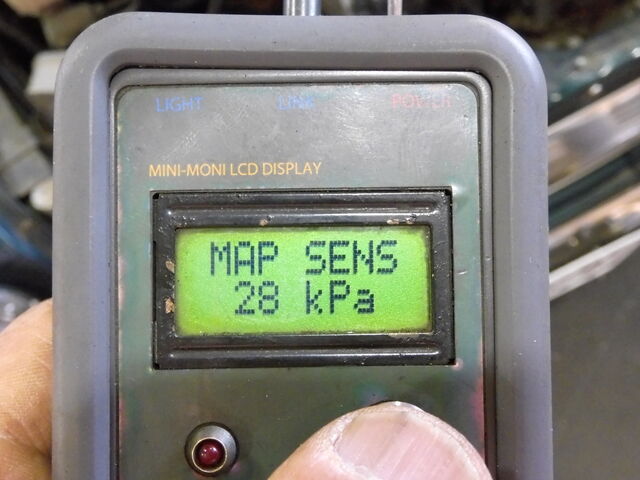 LIGHT LINK POWER
MINI-MONI LCD DISPLAY
MAP SENS
28 kPa